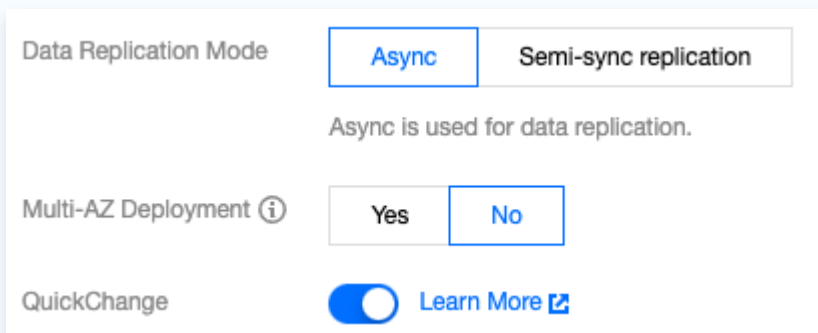 Data Replication Mode Async Semi-sync replication
Async is used for data replication.
Multi-AZ Deployment Yes No
QuickChange Learn More